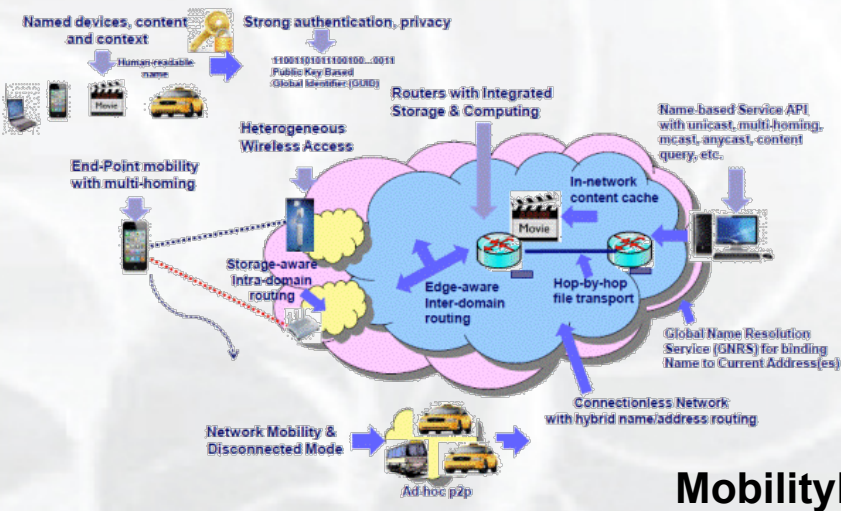 Named devices, content
and context
Strong authentication, privacy
Human-readable
name
11001101011100100...0011
Public Key Based
Global Identifier (GUID)
Movie
Routers with Integrated
Storage & Computing
Name-based Service API
with unicast, multi-homing,
mcast, anycast, content
query, etc.
Heterogeneous
Wireless Access
End-Point mobility
with multi-homing
In-network
content cache
Movie
Storage-aware
Intra-domain
routing
Edge-aware
Inter-domain
routing
Hop-by-hop
file transport
Global Name Resolution
Service (GNRS) for binding
Name to Current Address(es)
Connectionless Network
with hybrid name/address routing
Network Mobility &
Disconnected Mode
Ad-hoc p2p